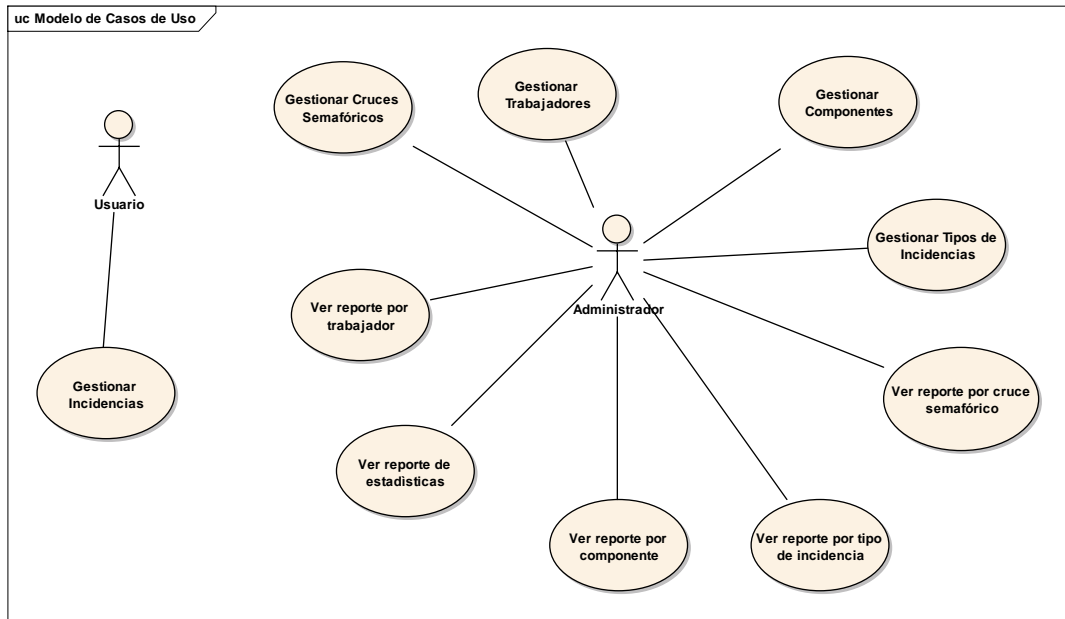 uc Modelo de Casos de Uso
Usuario
Gestionar
Incidencias
Gestionar Cruces
Semafóricos
Gestionar
Trabajadores
Gestionar
Componentes
Gestionar Tipos de
Incidencias
Administrador
Ver reporte por
trabajador
Ver reporte por cruce
semafórico
Ver reporte de
estadìsticas
Ver reporte por
componente
Ver reporte por tipo
de incidencia